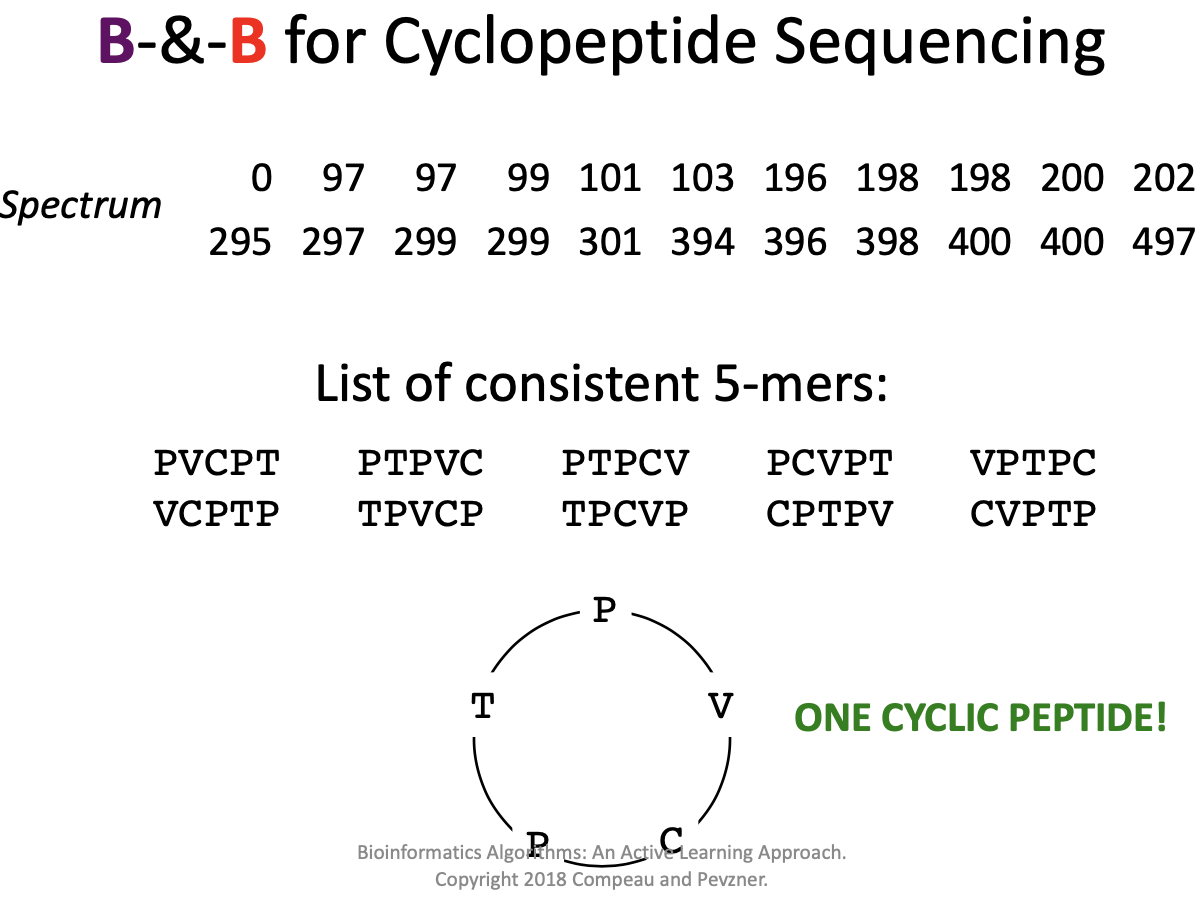 B-&-B for Cyclopeptide Sequencing
Spectrum
0 97 97 99 101 103 196 198 198 200 202
295 297 299 299 301 394 396 398 400 400 497
List of consistent 5-mers:
PVCPT PTPVC PTPCV PCVPT VPTPC
VCPTP TPVCP TPCVP CPTPV CVPTP
P
T V
ONE CYCLIC PEPTIDE!
P C
Bioinformatics Algorithms: An Active Learning Approach.
Copyright 2018 Compeau and Pevzner.